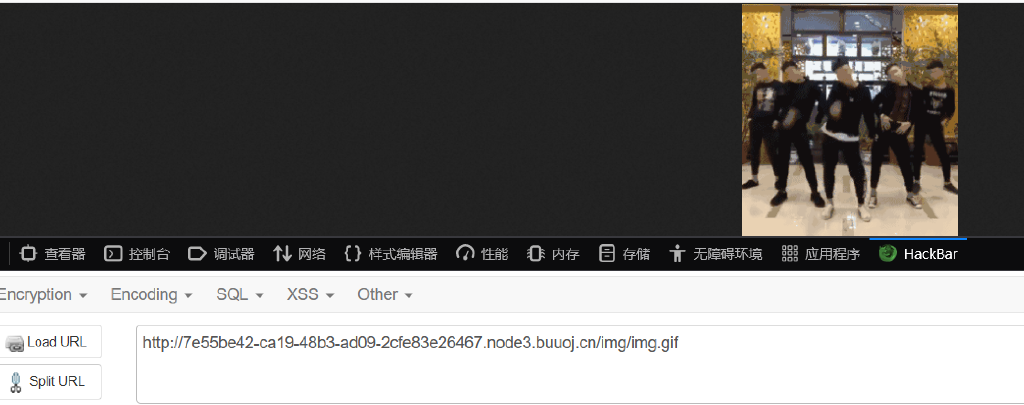 查看器 控制台 调试器 网络 样式编辑器 性能 内存 存储 无障碍环境 应用程序 HackBar
Encryption Encoding SQL XSS Other
Load URL http://7e55be42-ca19-48b3-ad09-2cfe83e26467.node3.buuoj.cn/img/img.gif
Split URL